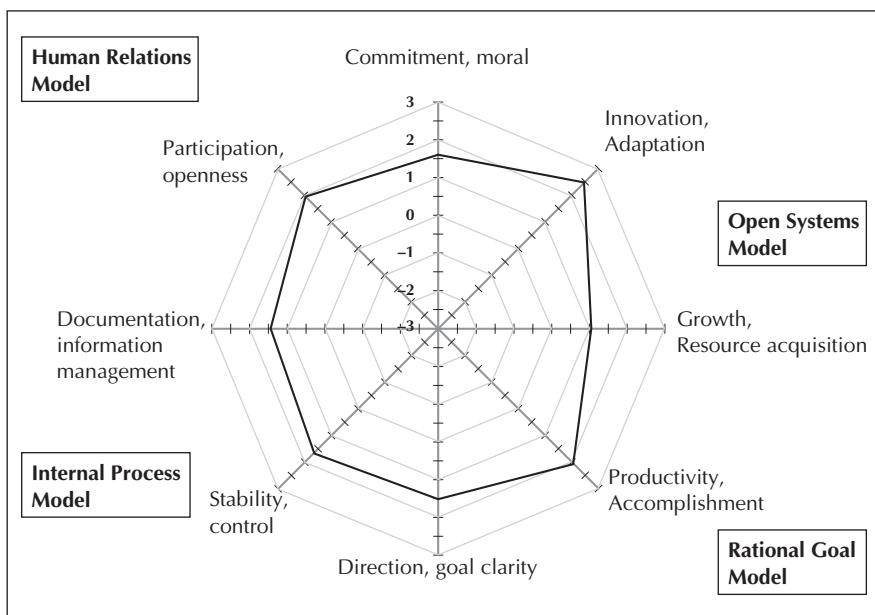 Human Relations
Model
Commitment, moral
Innovation,
Adaptation
Participation,
openness
3
2
1
0
–1
–2
–3
Open Systems
Model
Documentation,
information
management
Growth,
Resource acquisition
Internal Process
Model
Stability,
control
Productivity,
Accomplishment
Direction, goal clarity
Rational Goal
Model